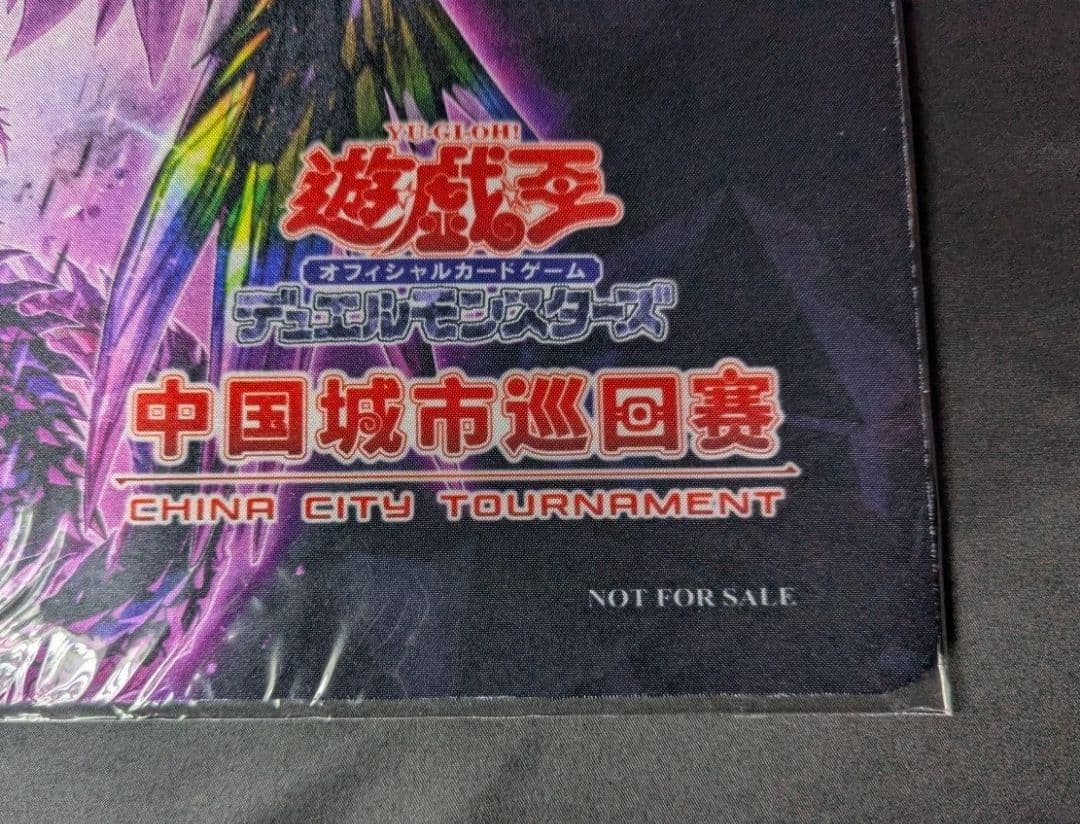 YU-GI-OH!
遊戯王
オフィシャルカードゲーム
デュエルモンスターズ
中国城市巡回赛
CHINA CITY TOURNAMENT
NOT FOR SALE